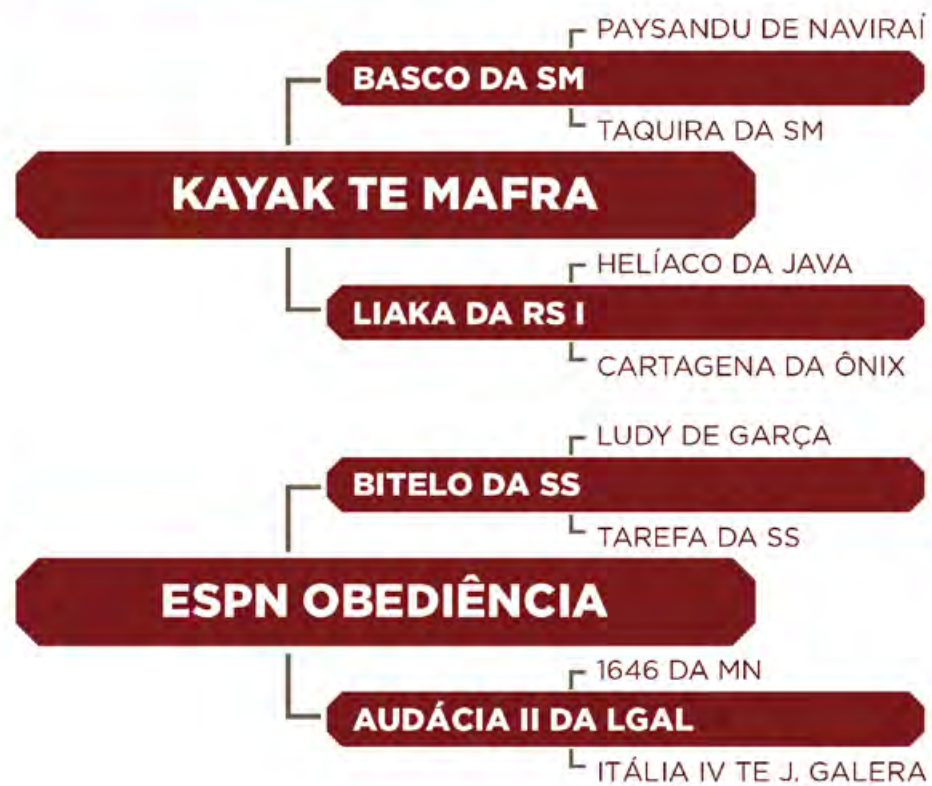 PAYSANDU DE NAVIRAÍ
BASCO DA SM
TAQUIRA DA SM
KAYAK TE MAFRA
HELÍACO DA JAVA
LIAKA DA RS I
CARTAGENA DA ÔNIX
LUDY DE GARÇA
BITELO DA SS
TAREFA DA SS
ESPN OBEDIÊNCIA
1646 DA MN
AUDÁCIA II DA LGAL
ITÁLIA IV TE J. GALERA